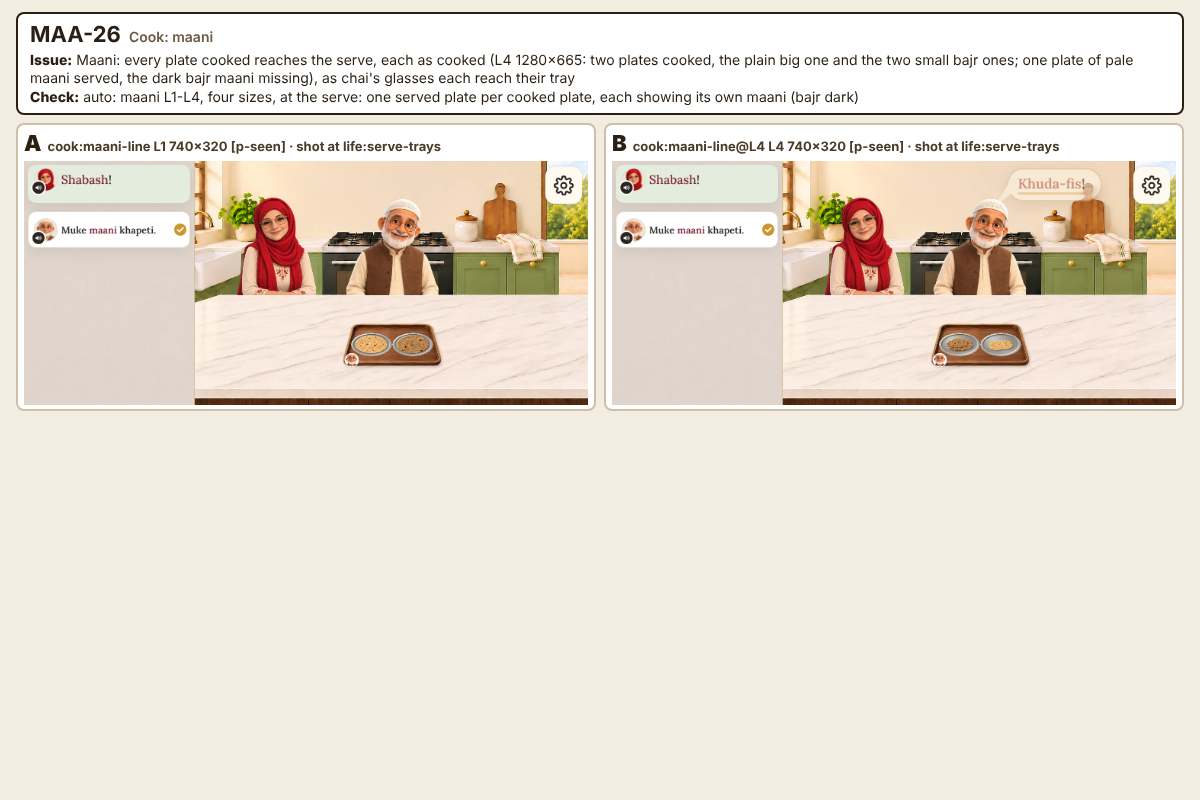 MAA-26 Cook: maani
Issue: Maani: every plate cooked reaches the serve, each as cooked (L4 1280×665: two plates cooked, the plain big one and the two small bajr ones; one plate of pale
maani served, the dark bajr maani missing), as chai's glasses each reach their tray
Check: auto: maani L1-L4, four sizes, at the serve: one served plate per cooked plate, each showing its own maani (bajr dark)
A cook:maani-line L1 740×320 [p-seen] · shot at life:serve-trays
Shabash!
Muke maani khapeti.
B cook:maani-line@L4 L4 740×320 [p-seen] · shot at life:serve-trays
Shabash!
Khuda-fis!
Muke maani khapeti.